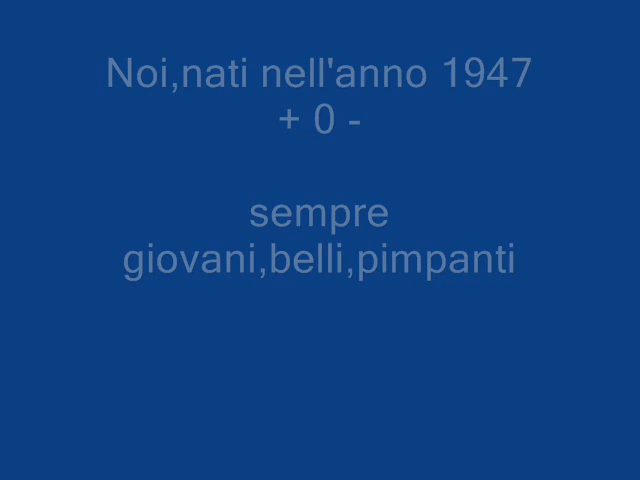 Noi,nati nell'anno 1947
+ 0 -
sempre
giovani,belli,pimpanti